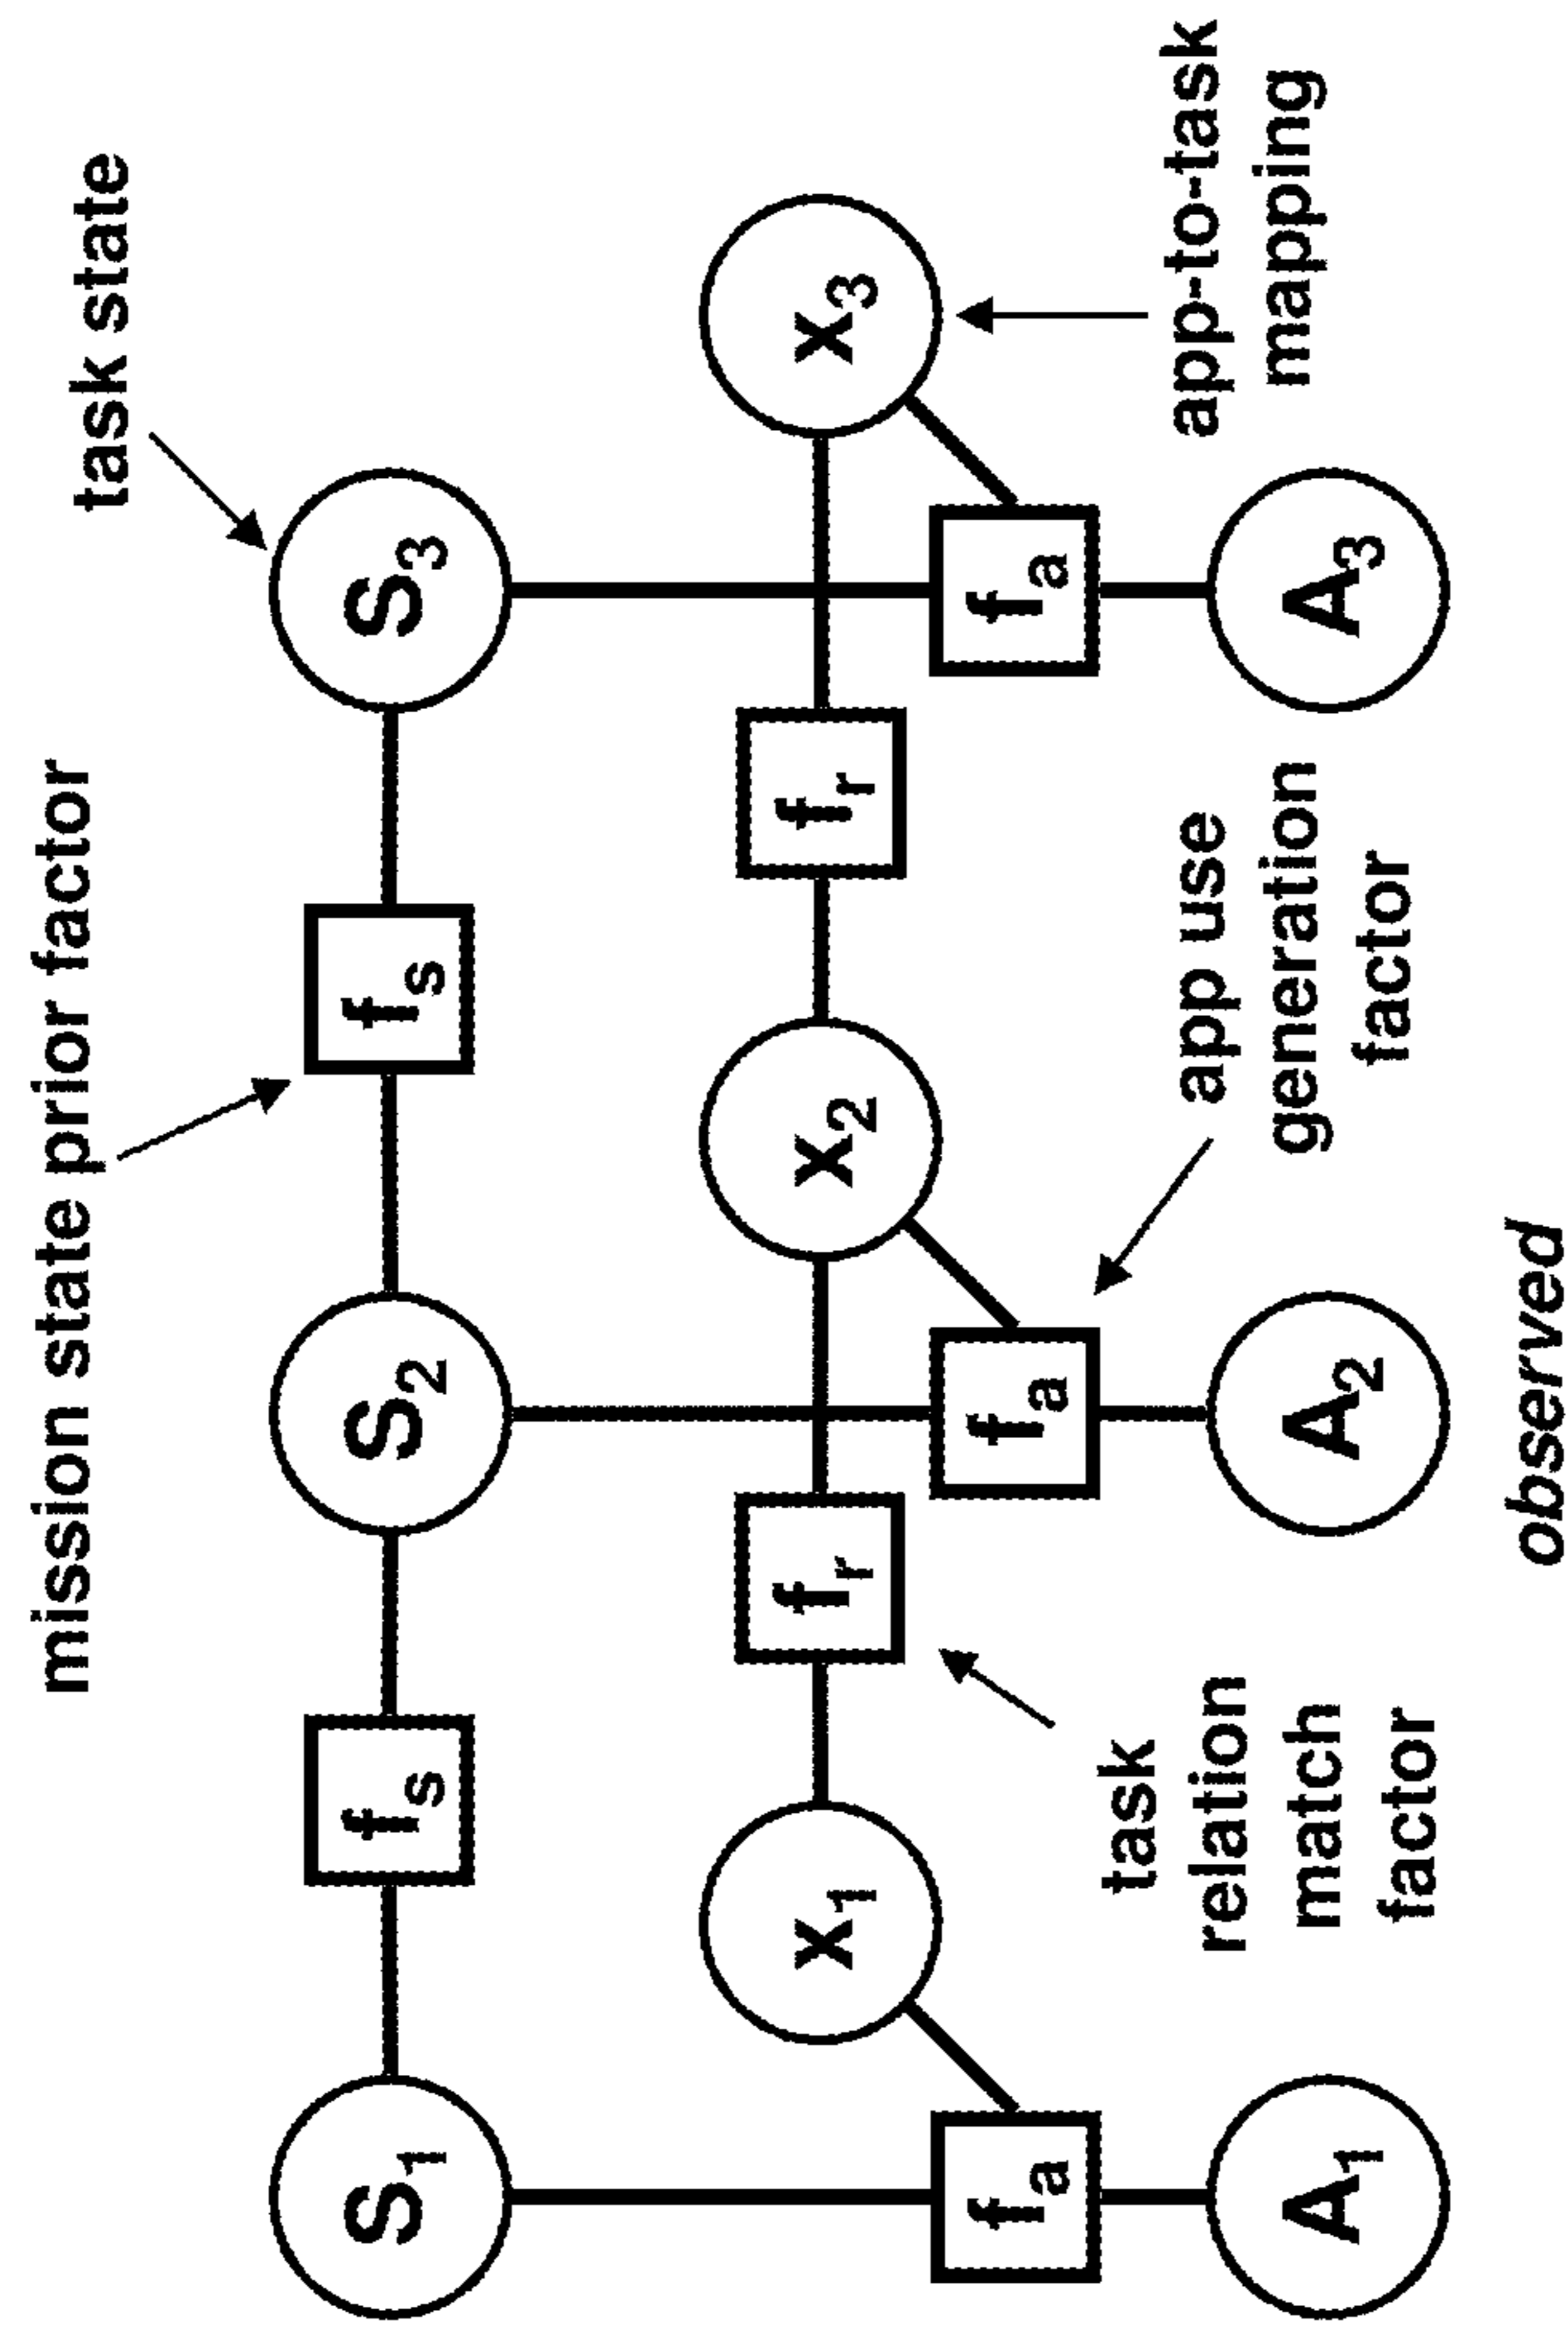 mission state prior factor
task state
S1
fs
S2
fs
S3
x1
fr
x2
fr
x3
fa
fa
fa
A1
A2
A3
task
relation
match
factor
app use
generation
factor
app-to-task
mapping
observed